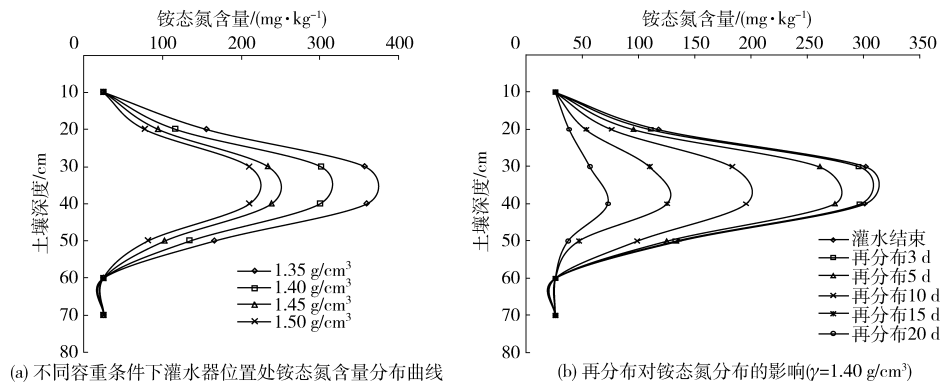 铵态氮含量/(mg·kg⁻¹)
0 100 200 300 400
10
20
30
40
50
60
70
80
土壤深度/cm
1.35 g/cm³
1.40 g/cm³
1.45 g/cm³
1.50 g/cm³
(a) 不同容重条件下灌水器位置处铵态氮含量分布曲线
铵态氮含量/(mg·kg⁻¹)
0 50 100 150 200 250 300 350
10
20
30
40
50
60
70
80
土壤深度/cm
灌水结束
再分布3 d
再分布5 d
再分布10 d
再分布15 d
再分布20 d
(b) 再分布对铵态氮分布的影响(γ=1.40 g/cm³)